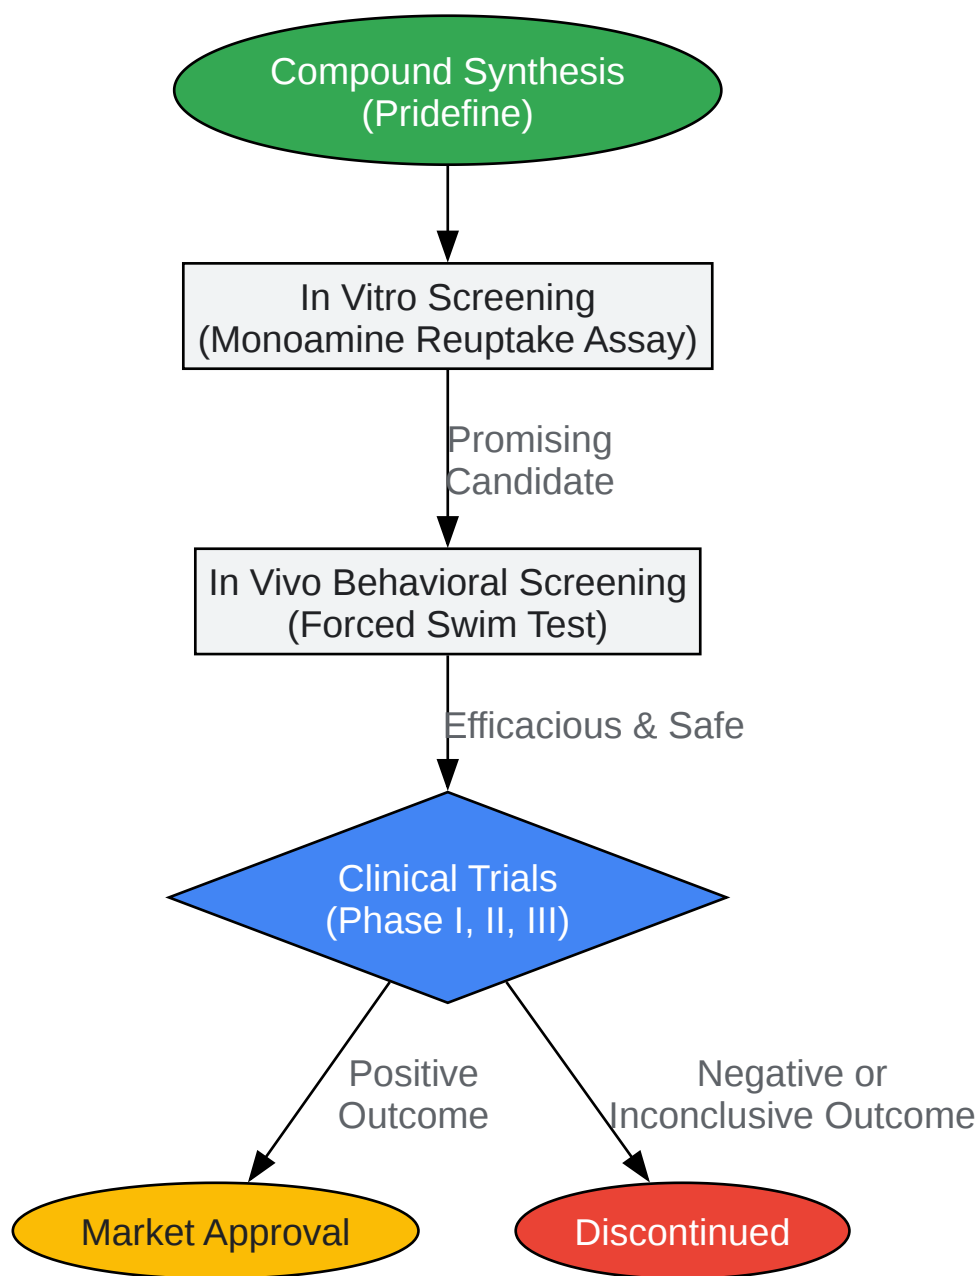 Compound Synthesis
(Pridefine)
In Vitro Screening
(Monoamine Reuptake Assay)
Promising
Candidate
In Vivo Behavioral Screening
(Forced Swim Test)
Efficacious & Safe
Clinical Trials
(Phase I, II, III)
Positive
Outcome
Negative or
Inconclusive Outcome
Market Approval
Discontinued